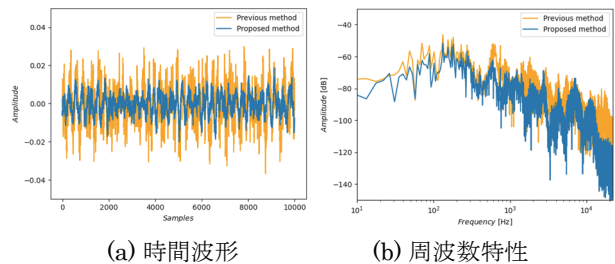 Previous method
Proposed method
0.04
0.02
0.00
−0.02
−0.04
Amplitude
0
2000
4000
6000
8000
10000
Samples
(a) 時間波形
Previous method
Proposed method
−40
−60
−80
−100
−120
−140
Amplitude [dB]
10¹
10²
10³
10⁴
Frequency [Hz]
(b) 周波数特性